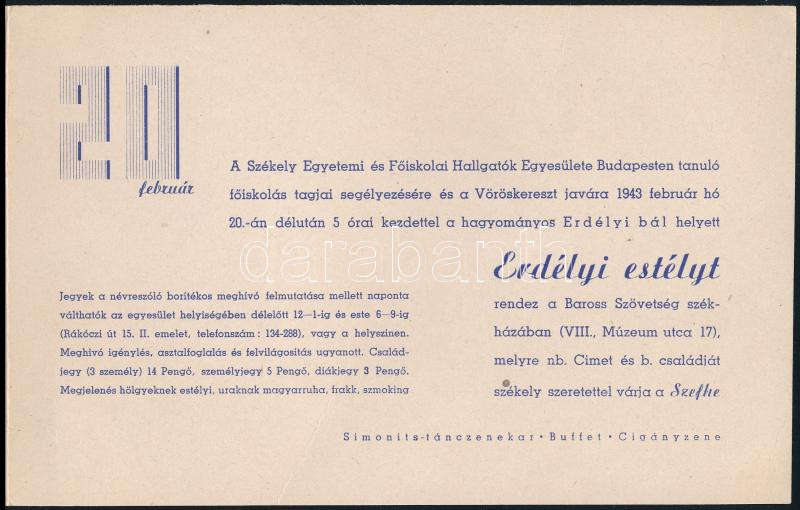 20
február
A Székely Egyetemi és Főiskolai Hallgatók Egyesülete Budapesten tanuló
főiskolás tagjai segélyezésére és a Vöröskereszt javára 1943 február hó
20.-án délután 5 órai kezdettel a hagyományos Erdélyi bál helyett
Erdélyi estélyt
rendez a Baross Szövetség szék-
házában (VIII., Múzeum utca 17),
melyre nb. Cimet és b. családját
székely szeretettel várja a Szefhe
Jegyek a névreszóló borítékos meghívó felmutatása mellett naponta
válthatók az egyesület helyiségében délelőtt 12—1-ig és este 6—9-ig
(Rákóczi út 15. II. emelet, telefonszám: 134-288), vagy a helyszinen.
Meghívó igénylés, asztalfoglalás és felvilágosítás ugyanott. Család-
jegy (3 személy) 14 Pengő, személyjegy 5 Pengő, diákjegy 3 Pengő.
Megjelenés hölgyeknek estélyi, uraknak magyarruha, frakk, szmoking
Simonits-tánczenekar • Buffet • Cigányzene
darabanth